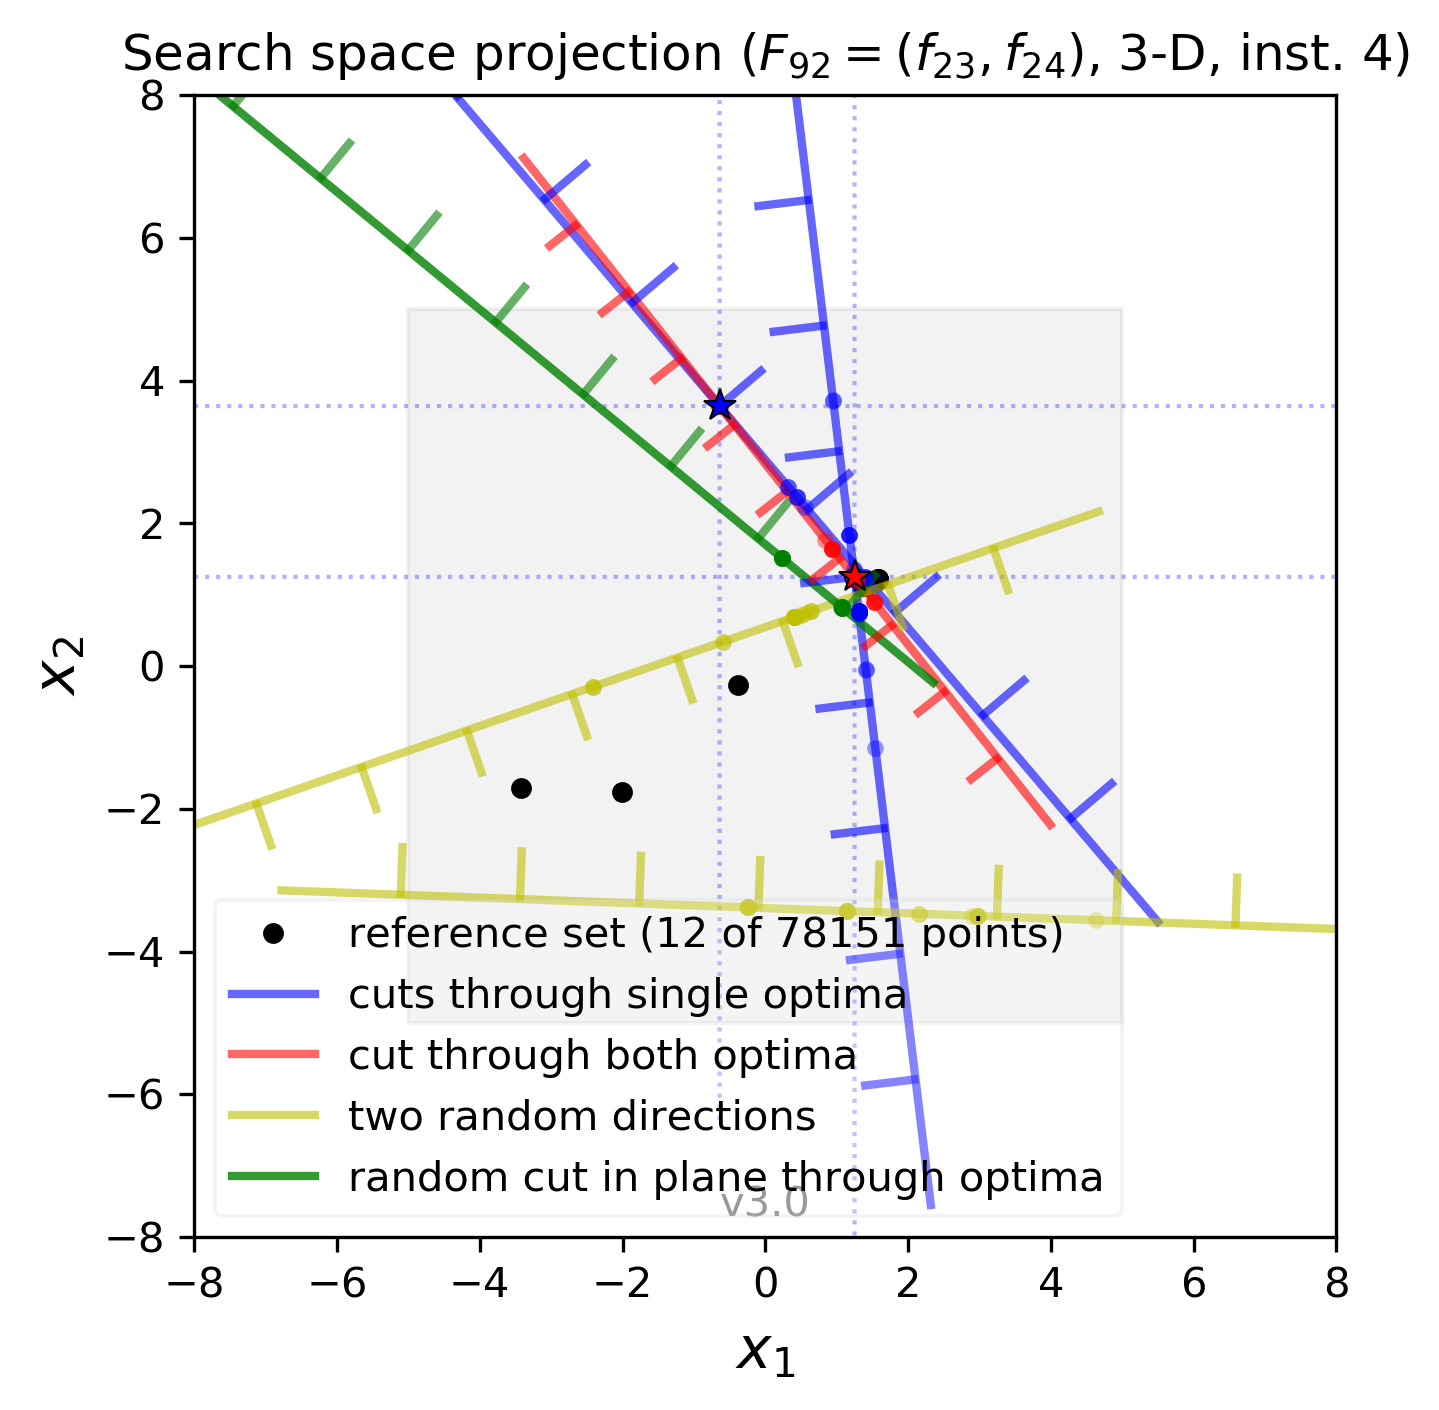 Search space projection (F₉₂ = (f₂₃, f₂₄), 3-D, inst. 4)
8
6
4
2
0
−2
−4
−6
−8
x₂
reference set (12 of 78151 points)
cuts through single optima
cut through both optima
two random directions
random cut in plane through optima
v3.0
−8 −6 −4 −2 0 2 4 6 8
x₁